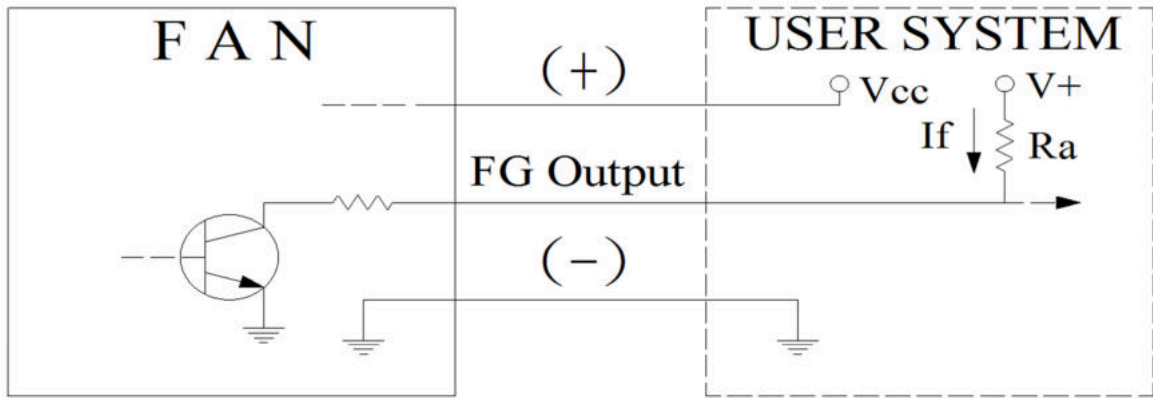 F A N
USER SYSTEM
(+)
Vcc
V+
If
Ra
FG Output
(-)